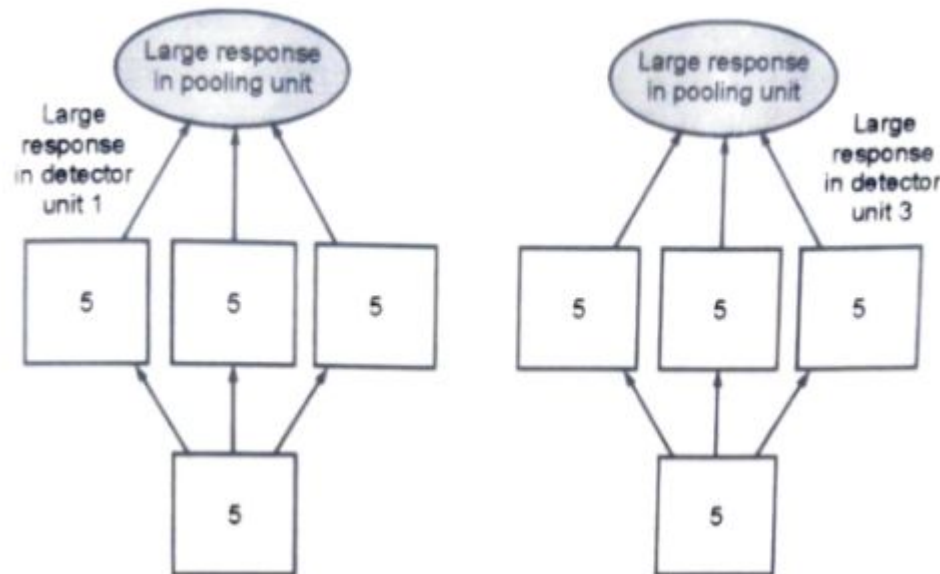 Large response
in pooling unit
Large
response
in detector
unit 1
5
5
5
5
Large response
in pooling unit
Large
response
in detector
unit 3
5
5
5
5